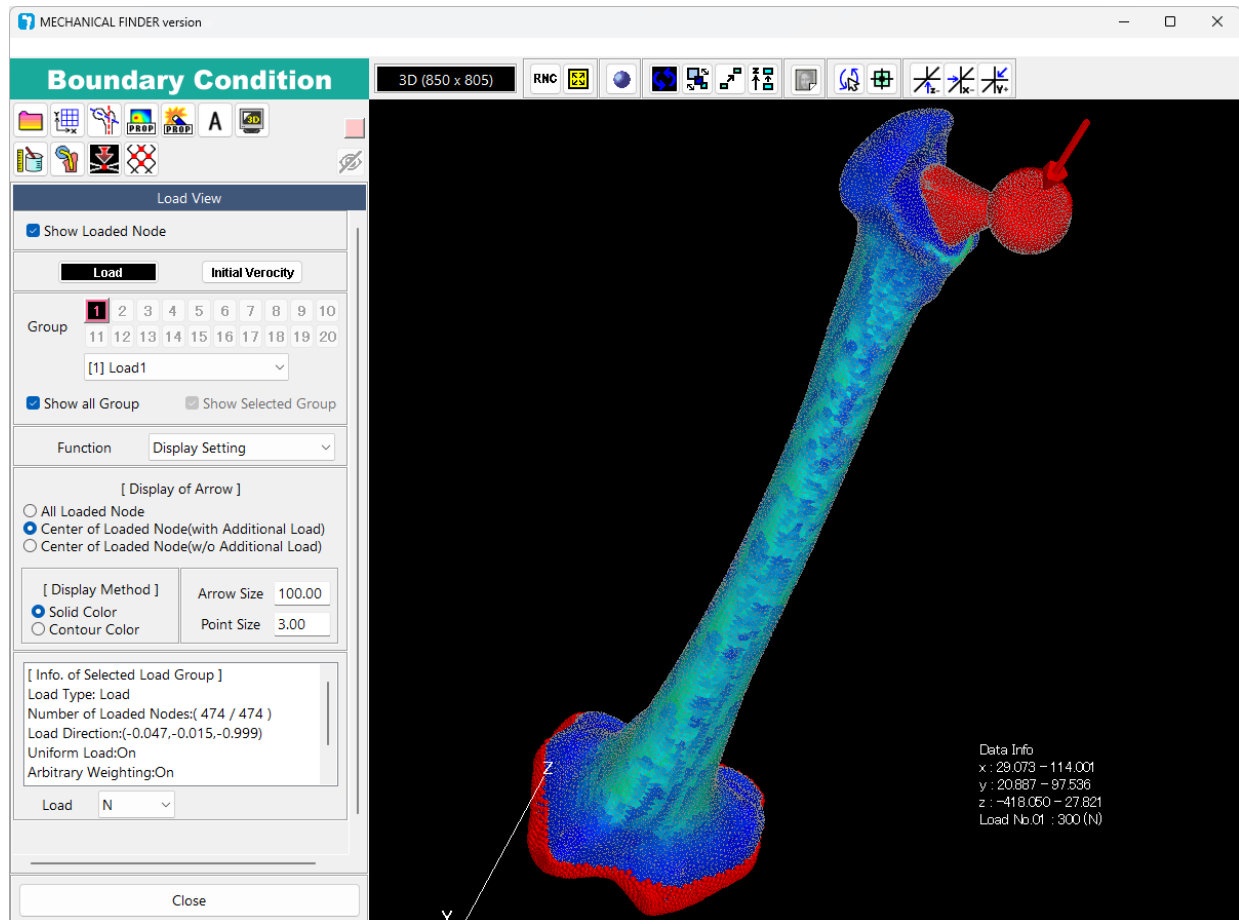 MECHANICAL FINDER version
Boundary Condition
3D (850 x 805)
RNC
Z-
X-
Y+
Y
X
PROP
PROP
A
3D
Load View
Show Loaded Node
Load
Initial Verocity
Group
1 2 3 4 5 6 7 8 9 10
11 12 13 14 15 16 17 18 19 20
[1] Load1
Show all Group
Show Selected Group
Function
Display Setting
[ Display of Arrow ]
All Loaded Node
Center of Loaded Node(with Additional Load)
Center of Loaded Node(w/o Additional Load)
[ Display Method ]
Solid Color
Contour Color
Arrow Size 100.00
Point Size 3.00
[ Info. of Selected Load Group ]
Load Type: Load
Number of Loaded Nodes:( 474 / 474 )
Load Direction:(-0.047,-0.015,-0.999)
Uniform Load:On
Arbitrary Weighting:On
Load N
Close
Z
Y
Data Info
x : 29.073 - 114.001
y : 20.887 - 97.536
z : -418.050 - 27.821
Load No.01 : 300 (N)